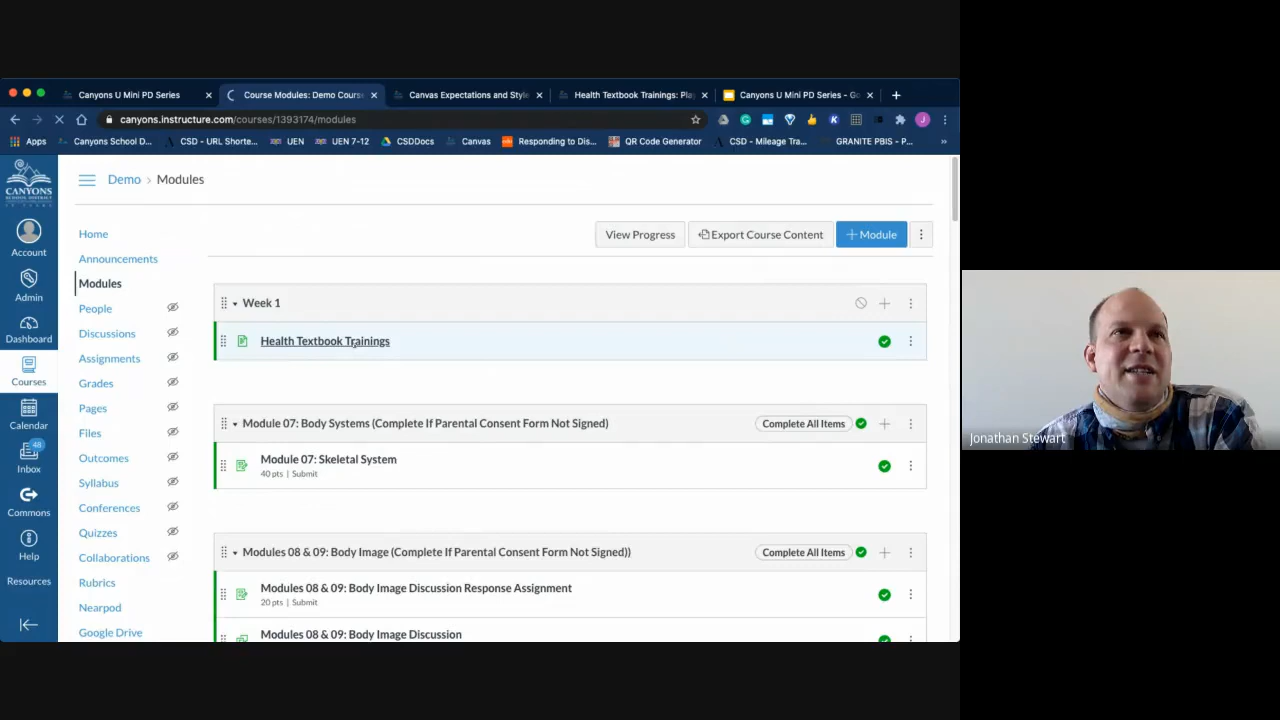 Canyons U Mini PD Series
Course Modules: Demo Course
Canvas Expectations and Style
Health Textbook Trainings: Pla
Canyons U Mini PD Series - Go
canyons.instructure.com/courses/1393174/modules
Apps
Canyons School D...
CSD - URL Shorte...
UEN
UEN 7-12
CSDDocs
Canvas
Responding to Dis...
QR Code Generator
CSD - Mileage Tra...
GRANITE PBIS - P...
»
CANYONS
SCHOOL DISTRICT
Account
Admin
Dashboard
Courses
Calendar
48
Inbox
Commons
Help
Resources
Demo › Modules
Home
Announcements
Modules
People
Discussions
Assignments
Grades
Pages
Files
Outcomes
Syllabus
Conferences
Quizzes
Collaborations
Rubrics
Nearpod
Google Drive
View Progress
Export Course Content
+ Module
Week 1
Health Textbook Trainings
Module 07: Body Systems (Complete If Parental Consent Form Not Signed)
Complete All Items
Module 07: Skeletal System
40 pts | Submit
Modules 08 & 09: Body Image (Complete If Parental Consent Form Not Signed))
Complete All Items
Modules 08 & 09: Body Image Discussion Response Assignment
20 pts | Submit
Modules 08 & 09: Body Image Discussion
Jonathan Stewart